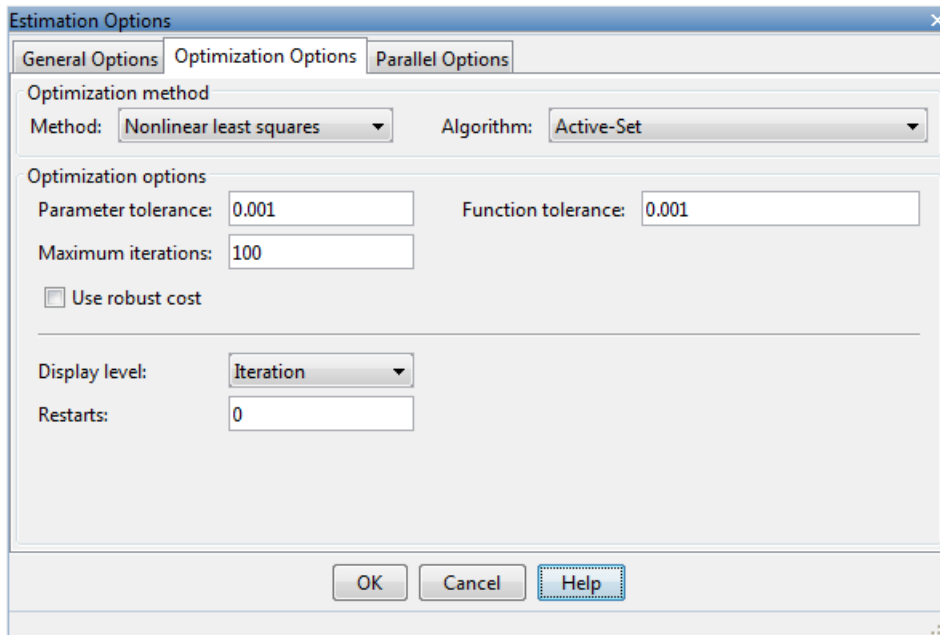 Estimation Options
General Options Optimization Options Parallel Options
Optimization method
Method: Nonlinear least squares Algorithm: Active-Set
Optimization options
Parameter tolerance: 0.001 Function tolerance: 0.001
Maximum iterations: 100
Use robust cost
Display level: Iteration
Restarts: 0
OK Cancel Help